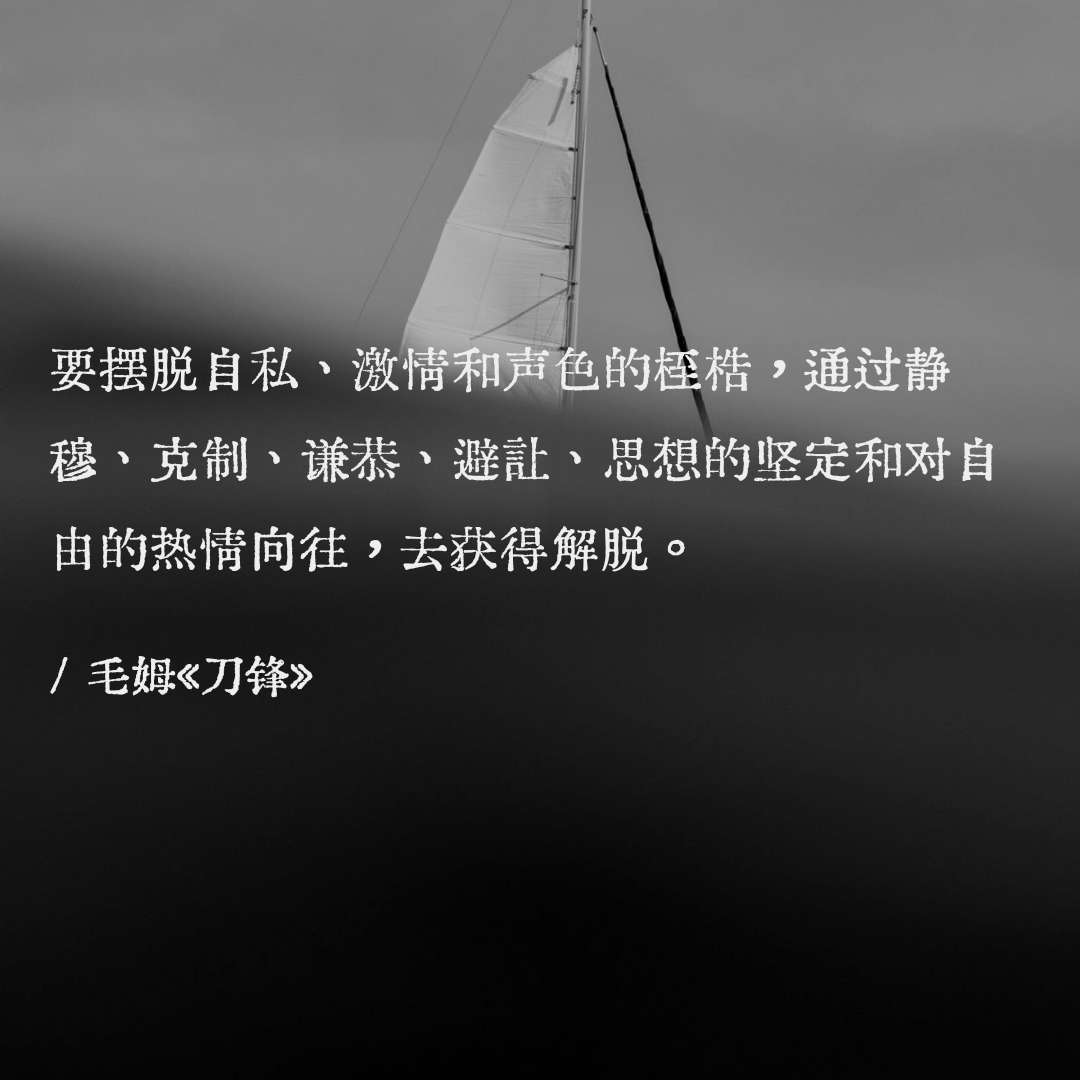 要摆脱自私、激情和声色的桎梏，通过静
穆、克制、谦恭、避让、思想的坚定和对自
由的热情向往，去获得解脱。
/ 毛姆《刀锋》